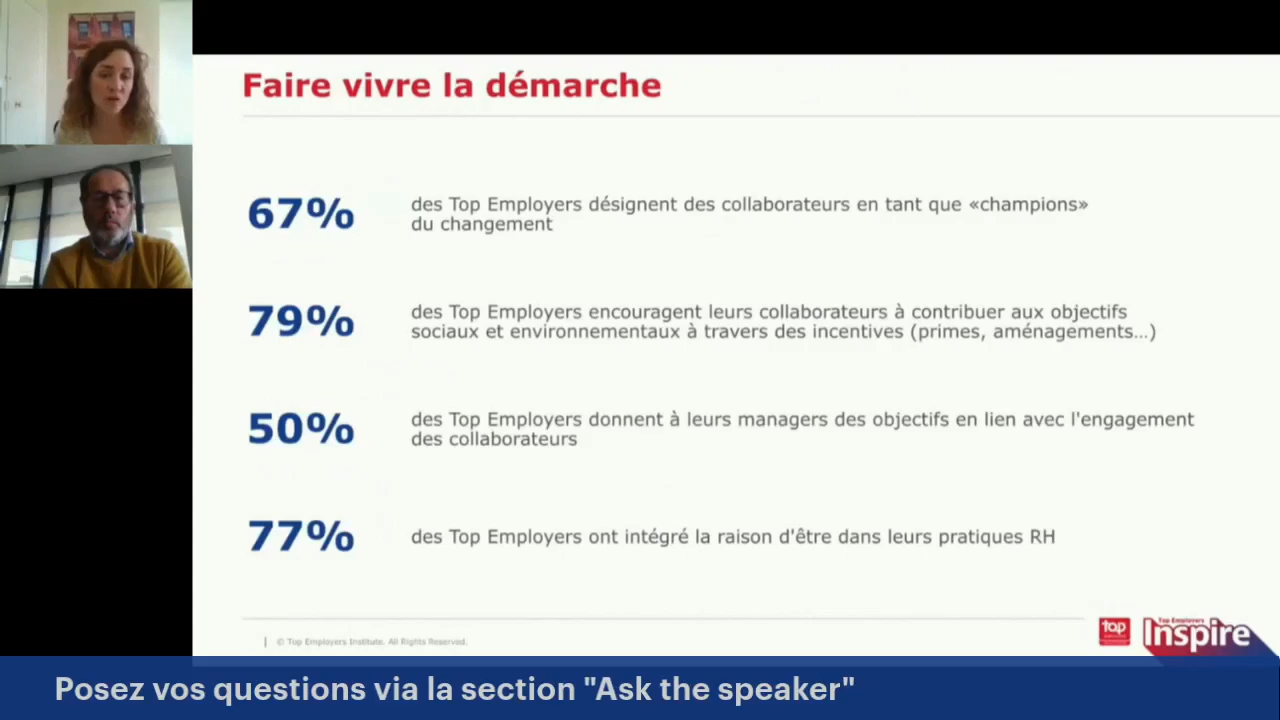 Faire vivre la démarche
67%
des Top Employers désignent des collaborateurs en tant que «champions»
du changement
79%
des Top Employers encouragent leurs collaborateurs à contribuer aux objectifs
sociaux et environnementaux à travers des incentives (primes, aménagements…)
50%
des Top Employers donnent à leurs managers des objectifs en lien avec l'engagement
des collaborateurs
77%
des Top Employers ont intégré la raison d'être dans leurs pratiques RH
© Top Employers Institute. All Rights Reserved.
top
Top Employers
Inspire
Posez vos questions via la section "Ask the speaker"